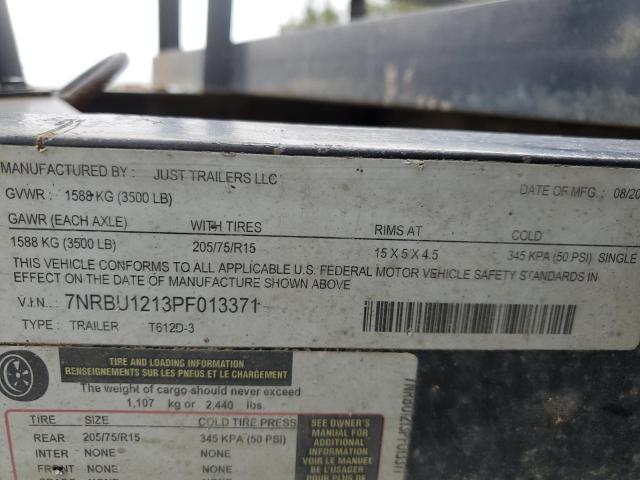 MANUFACTURED BY: JUST TRAILERS LLC DATE OF MFG: 08/20
GVWR: 1588 KG (3500 LB)
GAWR (EACH AXLE) WITH TIRES RIMS AT COLD
1588 KG (3500 LB) 205/75/R15 15 X 5 X 4.5 345 KPA (50 PSI) SINGLE
THIS VEHICLE CONFORMS TO ALL APPLICABLE U.S. FEDERAL MOTOR VEHICLE SAFETY STANDARDS IN
EFFECT ON THE DATE OF MANUFACTURE SHOWN ABOVE
V.I.N.: 7NRBU1213PF013371
TYPE: TRAILER T612D-3
TIRE AND LOADING INFORMATION
RENSEIGNEMENTS SUR LES PNEUS ET LE CHARGEMENT
The weight of cargo should never exceed
1,107 kg or 2,440 lbs.
TIRE SIZE COLD TIRE PRESS
REAR 205/75/R15 345 KPA (50 PSI)
INTER NONE NONE
FRONT NONE NONE
SEE OWNER'S
MANUAL FOR
ADDITIONAL
INFORMATION
VOIR LE MANUEL
DE L'USAGER
POUR PLUS